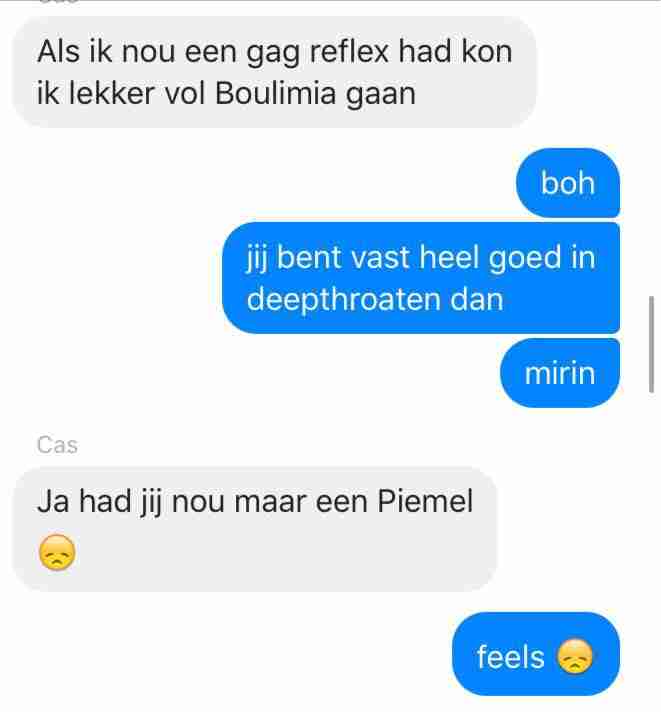 Als ik nou een gag reflex had kon
ik lekker vol Boulimia gaan
boh
jij bent vast heel goed in
deepthroaten dan
mirin
Cas
Ja had jij nou maar een Piemel
😞
feels 😞